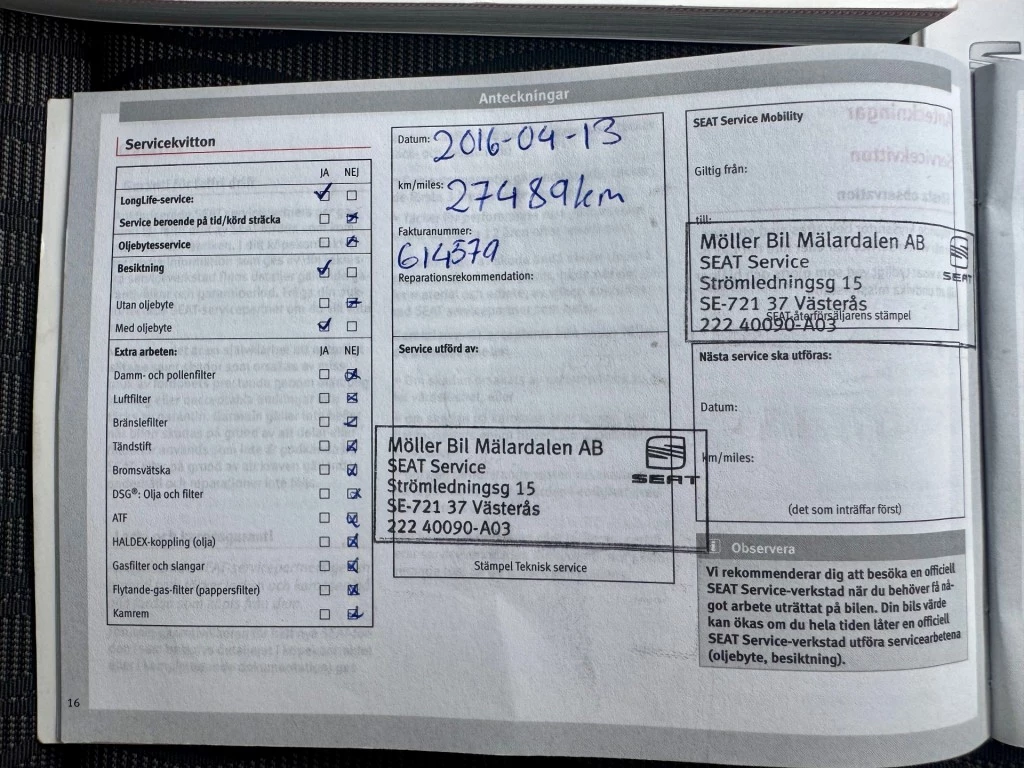 Anteckningar
Servicekvitton
JA NEJ
LongLife-service:
Service beroende på tid/körd sträcka
Oljebytesservice
Besiktning
Utan oljebyte
Med oljebyte
Extra arbeten: JA NEJ
Damm- och pollenfilter
Luftfilter
Bränslefilter
Tändstift
Bromsvätska
DSG®: Olja och filter
ATF
HALDEX-koppling (olja)
Gasfilter och slangar
Flytande-gas-filter (pappersfilter)
Kamrem
16
Datum: 2016-04-13
km/miles: 27489km
Fakturanummer:
614579
Reparationsrekommendation:
Service utförd av:
Möller Bil Mälardalen AB
SEAT Service
Strömledningsg 15
SE-721 37 Västerås
222 40090-A03
SEAT
Stämpel Teknisk service
SEAT Service Mobility
Giltig från:
till:
Möller Bil Mälardalen AB
SEAT Service
Strömledningsg 15
SE-721 37 Västerås
222 40090-A03
SEAT
SEAT-återförsäljarens stämpel
Nästa service ska utföras:
Datum:
km/miles:
(det som inträffar först)
i Observera
Vi rekommenderar dig att besöka en officiell
SEAT Service-verkstad när du behöver få nå-
got arbete uträttat på bilen. Din bils värde
kan ökas om du hela tiden låter en officiell
SEAT Service-verkstad utföra servicearbetena
(oljebyte, besiktning).